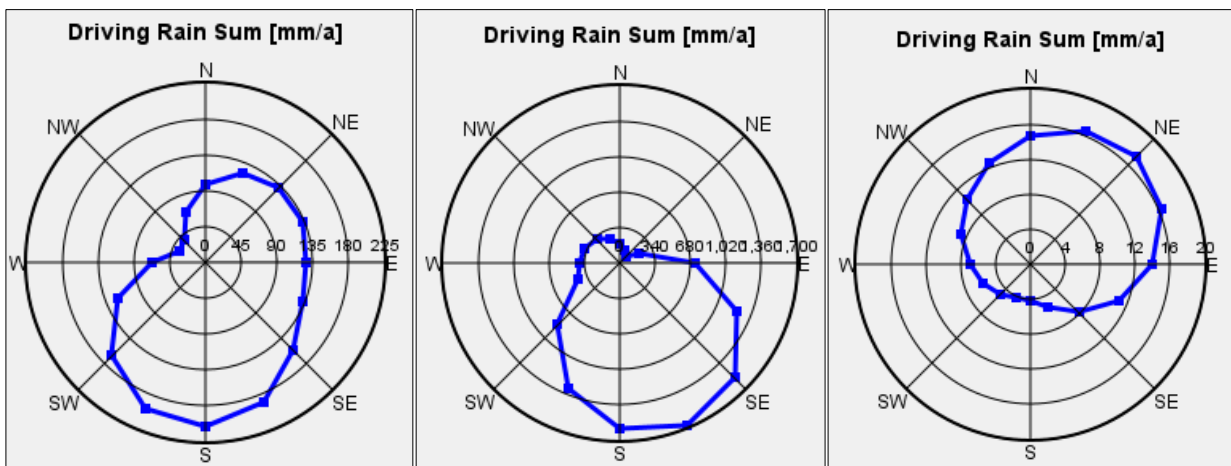 Driving Rain Sum [mm/a]
N
NW
NE
0 45 90 135 180 225
W
E
SW
SE
S
Driving Rain Sum [mm/a]
N
NW
NE
0 340 680 1,020 1,360 1,700
W
E
SW
SE
S
Driving Rain Sum [mm/a]
N
NW
NE
0 4 8 12 16 20
W
E
SW
SE
S